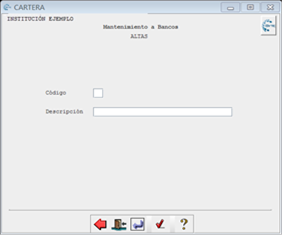 CARTERA
INSTITUCIÓN EJEMPLO
Mantenimiento a Bancos
ALTAS
Código
Descripción
?